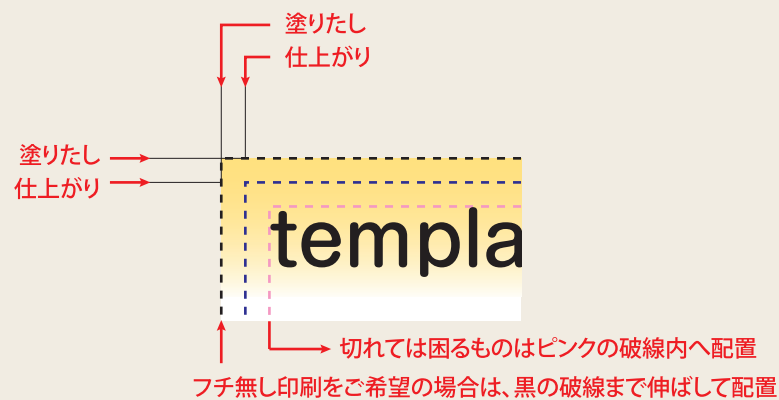 塗りたし
仕上がり
塗りたし
仕上がり
templa
切れては困るものはピンクの破線内へ配置
フチ無し印刷をご希望の場合は、黒の破線まで伸ばして配置